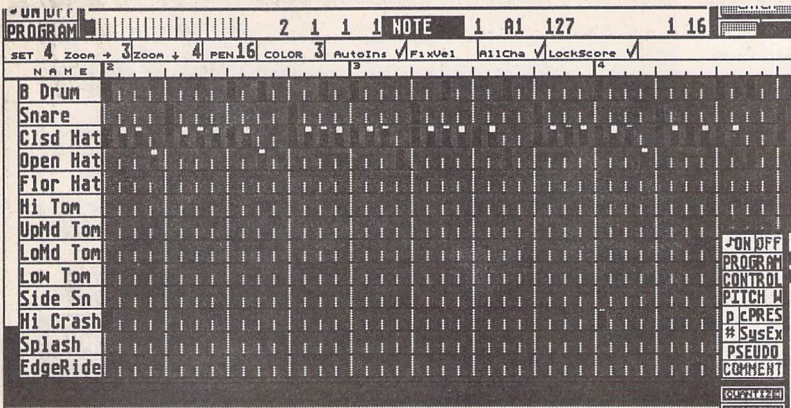 ♪ON OFF
PROGRAM 2 1 1 1 NOTE 1 A1 127 1 16
SET 4 Zoom → 3 Zoom ↓ 4 PEN 16 COLOR 3 AutoIns √ FixVel AllCha √ LockScore √
NAME 2 3 4
B Drum
Snare
Clsd Hat
Open Hat
Flor Hat
Hi Tom
UpMd Tom
LoMd Tom
Low Tom
Side Sn
Hi Crash
Splash
EdgeRide
♪ON OFF
PROGRAM
CONTROL
PITCH W
p cPRES
# SysEx
PSEUDO
COMMENT
QUANTIZE